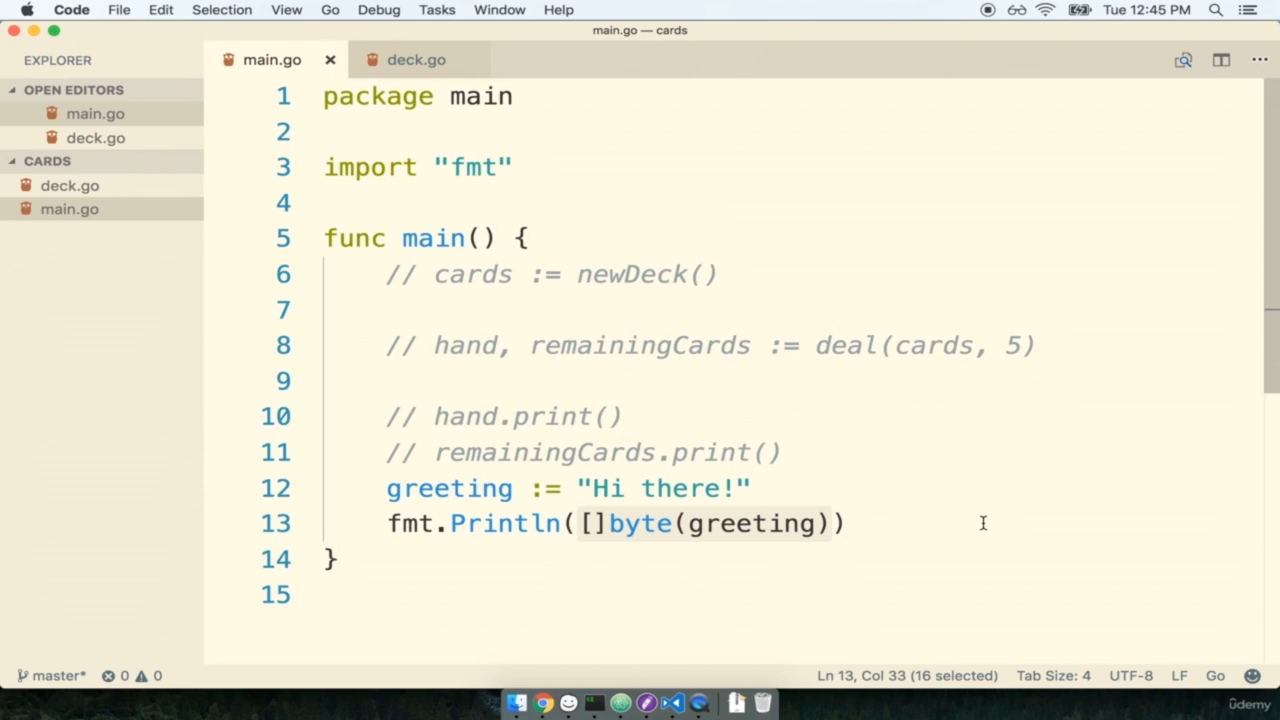 Code File Edit Selection View Go Debug Tasks Window Help Tue 12:45 PM
main.go — cards
EXPLORER
main.go
deck.go
OPEN EDITORS
main.go
deck.go
CARDS
deck.go
main.go
1 package main
2
3 import "fmt"
4
5 func main() {
6 // cards := newDeck()
7
8 // hand, remainingCards := deal(cards, 5)
9
10 // hand.print()
11 // remainingCards.print()
12 greeting := "Hi there!"
13 fmt.Println([]byte(greeting))
14 }
15
master* 0 0 Ln 13, Col 33 (16 selected) Tab Size: 4 UTF-8 LF Go
ûdemy